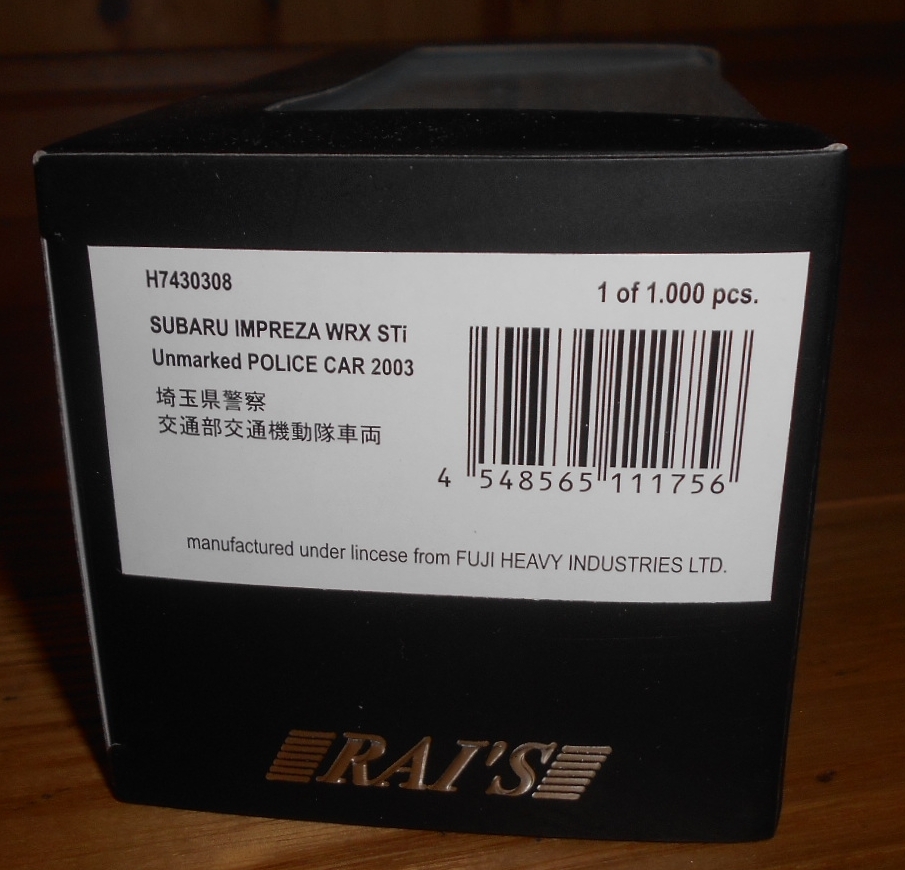 H7430308
1 of 1.000 pcs.
SUBARU IMPREZA WRX STi
Unmarked POLICE CAR 2003
埼玉県警察
交通部交通機動隊車両
4 548565 111756
manufactured under lincese from FUJI HEAVY INDUSTRIES LTD.
RAI'S